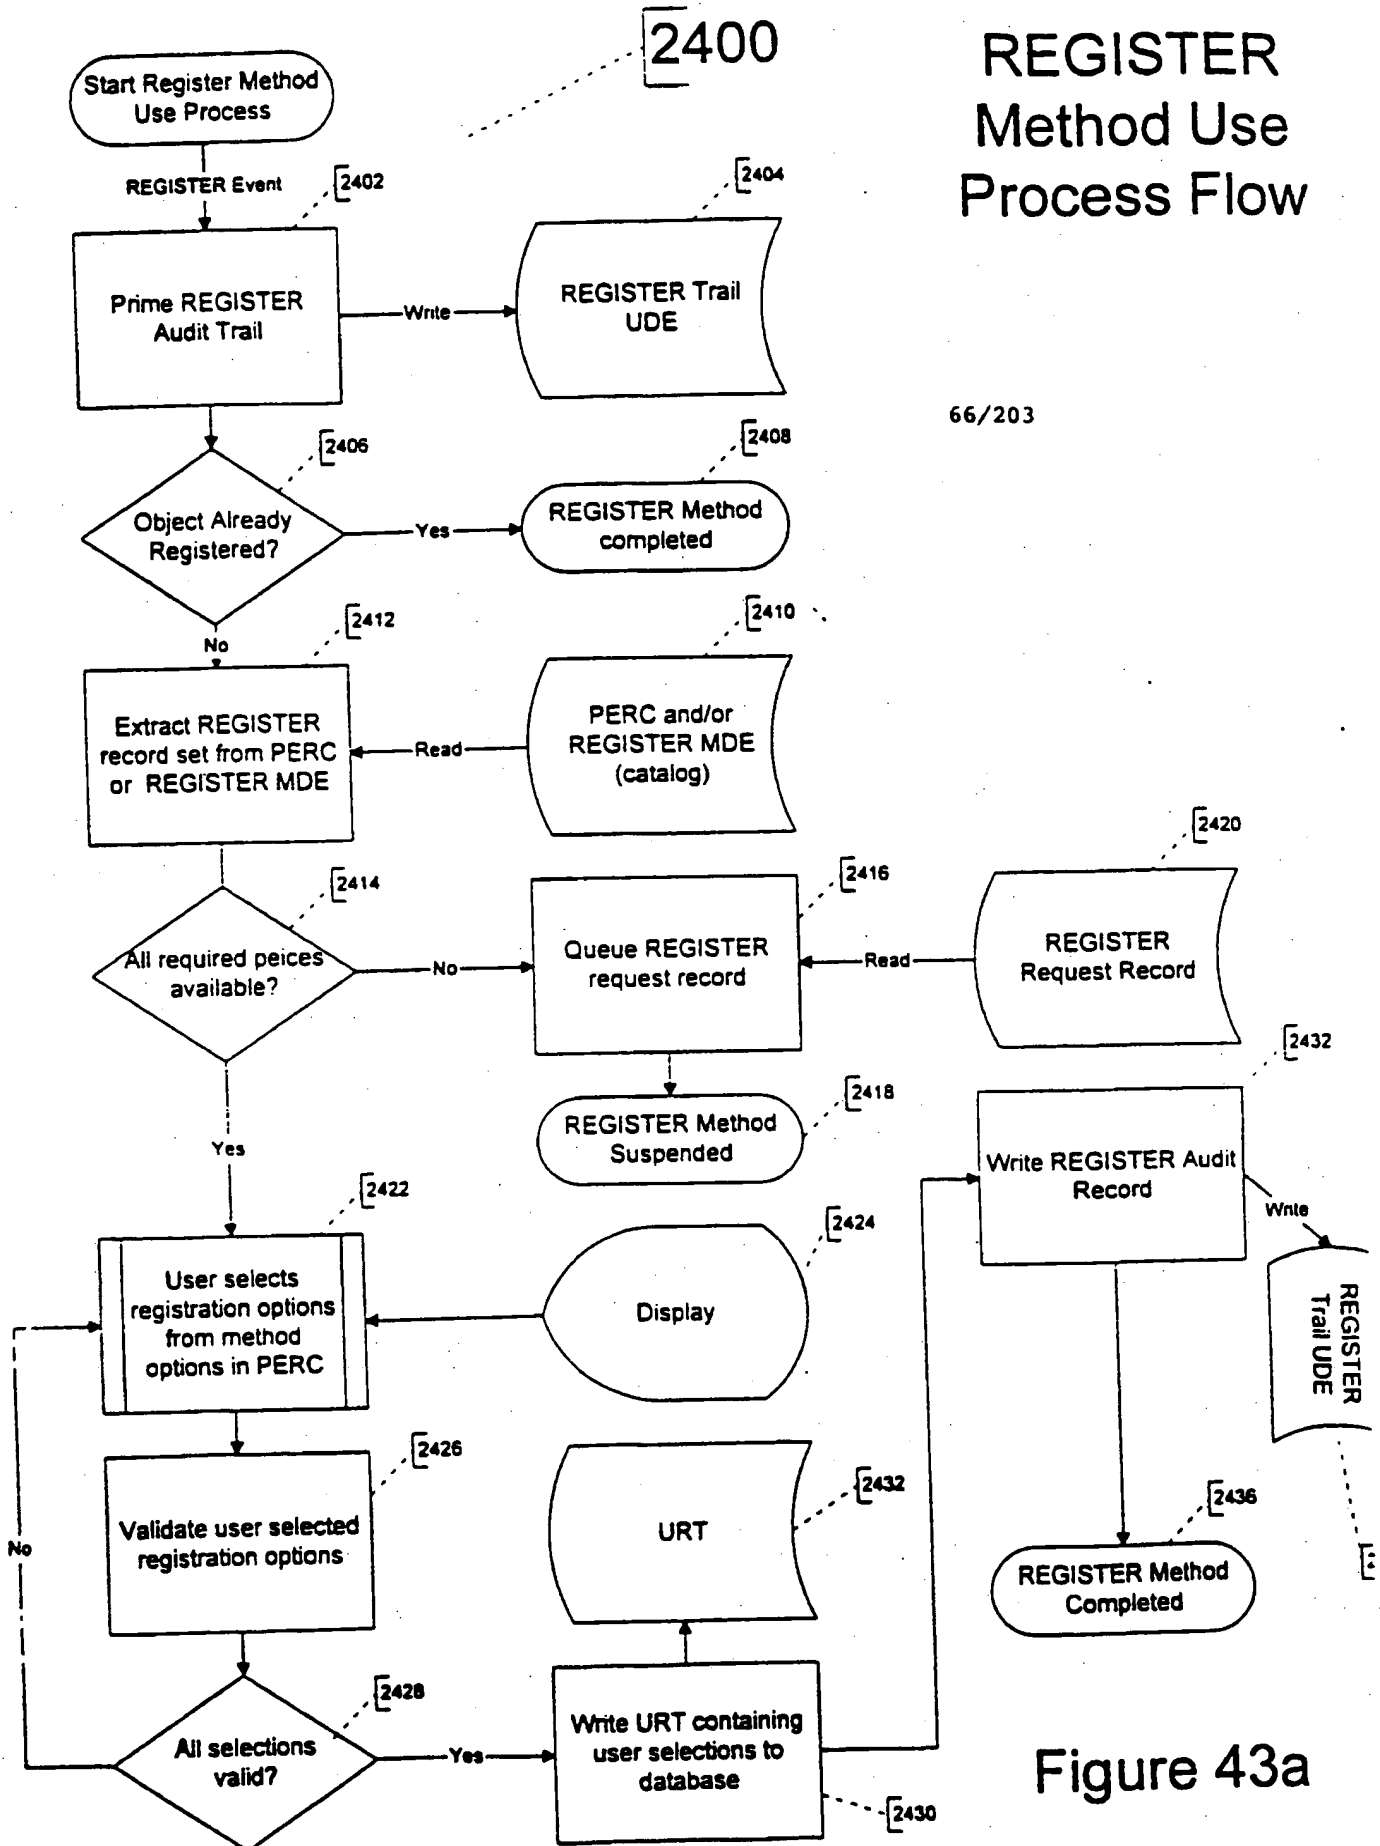 2400
REGISTER
Method Use
Process Flow
Start Register Method
Use Process
REGISTER Event
2402
2404
Prime REGISTER
Audit Trail
Write
REGISTER Trail
UDE
66/203
2406
2408
Object Already
Registered?
Yes
REGISTER Method
completed
No
2412
2410
Extract REGISTER
record set from PERC
or REGISTER MDE
Read
PERC and/or
REGISTER MDE
(catalog)
2420
2414
2416
All required peices
available?
No
Queue REGISTER
request record
Read
REGISTER
Request Record
2432
2418
REGISTER Method
Suspended
Yes
Write REGISTER Audit
Record
Write
2422
2424
User selects
registration options
from method
options in PERC
Display
REGISTER
Trail UDE
2426
2432
2436
Validate user selected
registration options
URT
No
REGISTER Method
Completed
2428
All selections
valid?
Yes
Write URT containing
user selections to
database
2430
Figure 43a